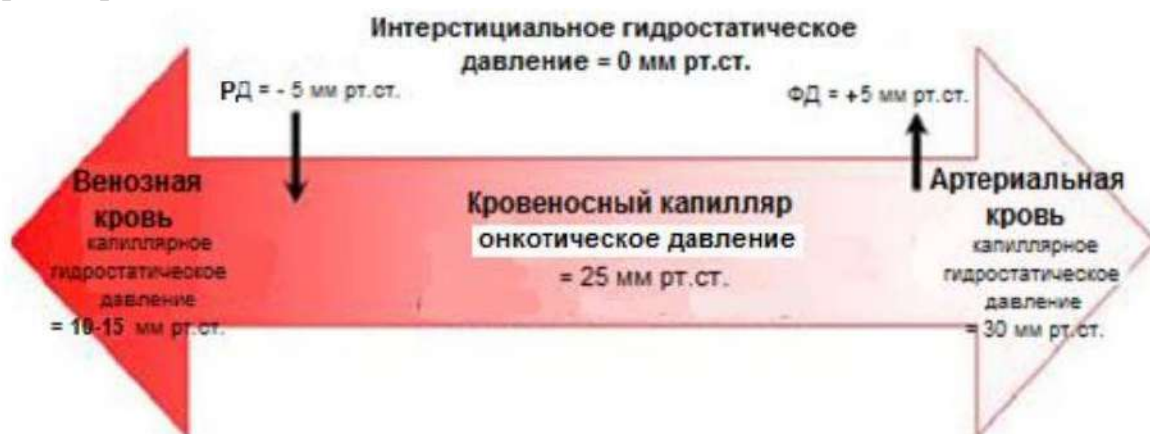 Интерстициальное гидростатическое
давление = 0 мм рт.ст.
РД = - 5 мм рт.ст.
ФД = +5 мм рт.ст.
Венозная
кровь
капиллярное
гидростатическое
давление
= 10-15 мм рт.ст.
Кровеносный капилляр
онкотическое давление
= 25 мм рт.ст.
Артериальная
кровь
капиллярное
гидростатическое
давление
= 30 мм рт.ст.